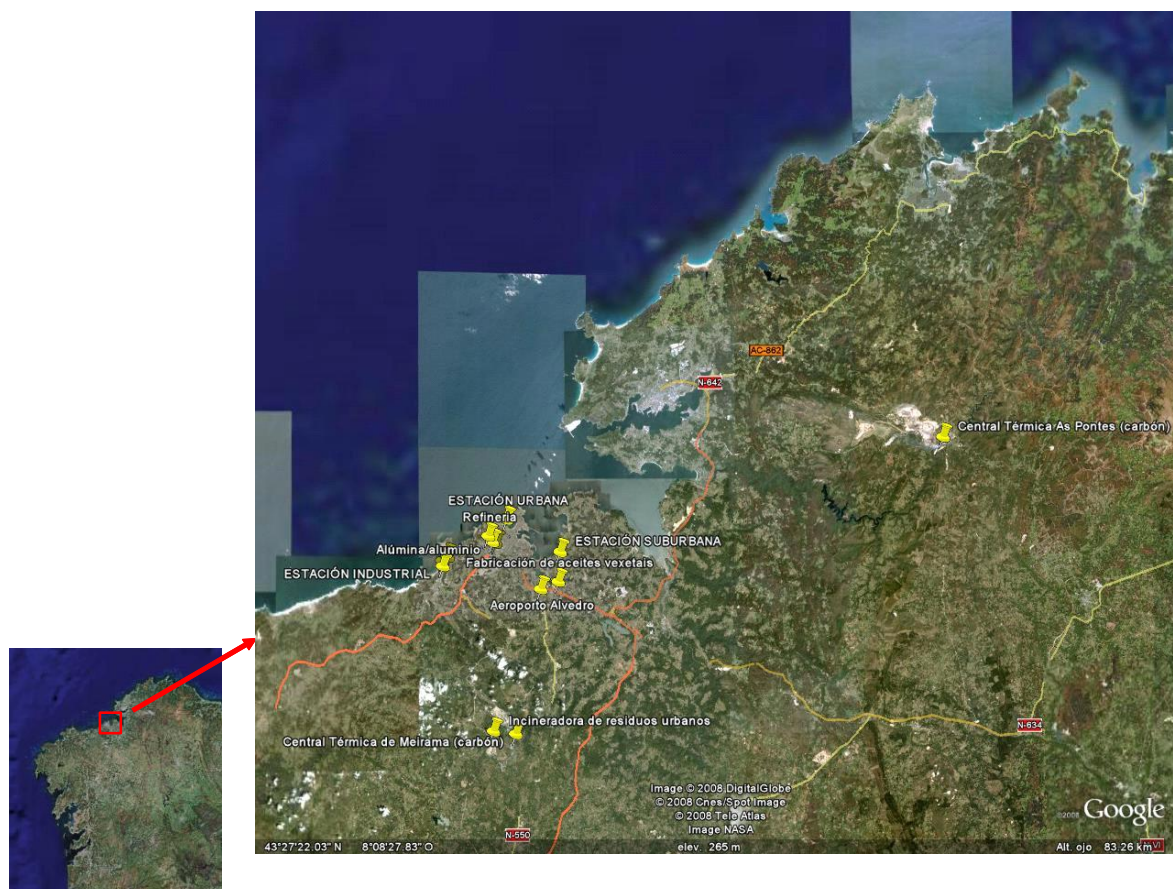 AC-862
N-642
Central Térmica As Pontes (carbón)
ESTACIÓN URBANA
Refinería
ESTACIÓN SUBURBANA
Alúmina/aluminio
Fabricación de aceites vexetais
ESTACIÓN INDUSTRIAL
Aeroporto Alvedro
Incineradora de residuos urbanos
N-634
Central Térmica de Meirama (carbón)
Image © 2008 DigitalGlobe
© 2008 Cnes/Spot Image
© 2008 Tele Atlas
Image NASA
©2008 Google
N-550
43°27'22.03" N 8°08'27.83" O
elev. 265 m
Alt. ojo 83.26 km